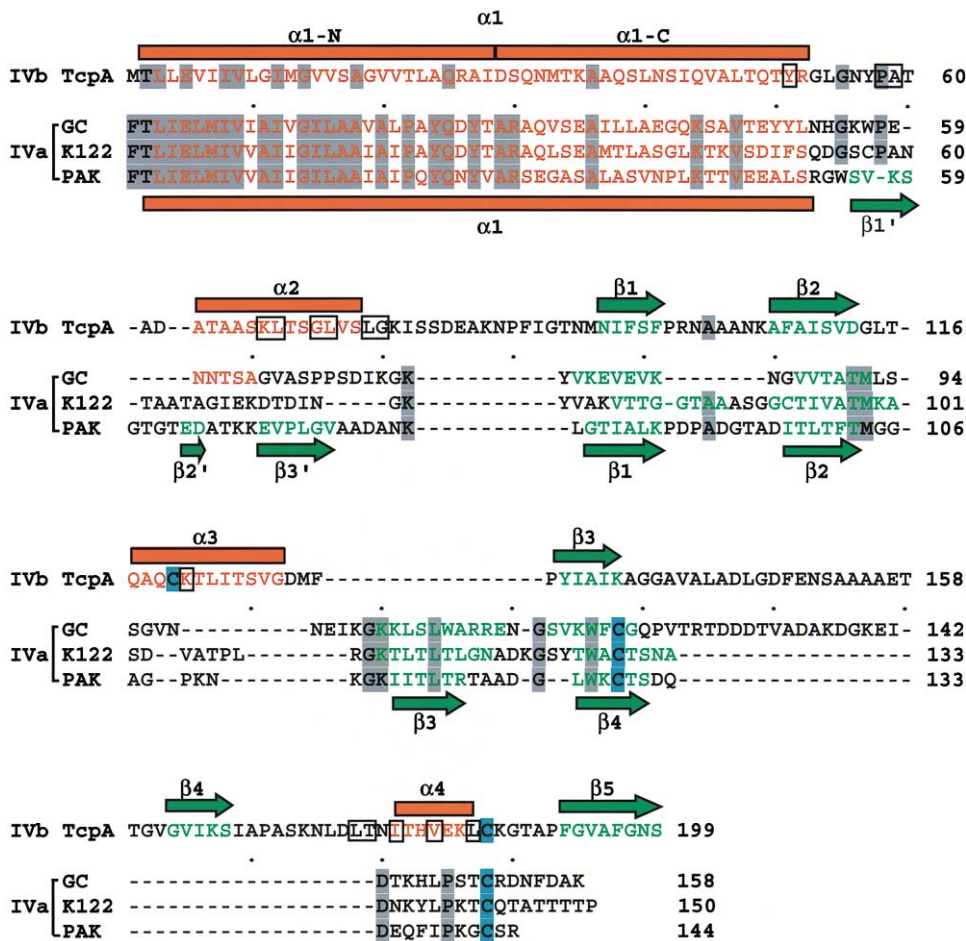 α1
α1-N α1-C
IVb TcpA MTLLEVIIVLGIMGVVSAGVVTLAQRAIDSQNMTKAAQSLNSIQVALTQTYRGLGNYPAT 60
GC FTLIELMIVIAIVGILAAVALPAYQDYTARAQVSEAILLAEGQKSAVTEYYLNHGKWPE- 59
IVa K122 FTLIELMIVVAIIGILAAIAIPAYQDYTARAQLSEAMTLASGLKTKVSDIFSQDGSCPAN 60
PAK FTLIELMIVVAIIGILAAIAIPQYQNYVARSEGASALASVNPLKTTVEEALSRGWSV-KS 59
α1 β1'
α2 β1 β2
IVb TcpA -AD--ATAASKLTSGLVSLGKISSDEAKNPFIGTNMNIFSFPRNAAANKAFAISVDGLT- 116
GC -----NNTSAGVASPPSDIKGK-----------YVKEVEVK--------NGVVTATMLS- 94
IVa K122 -TAATAGIEKDTDIN-----GK-----------YVAKVTTG-GTAAASGGCTIVATMKA- 101
PAK GTGTEDATKKEVPLGVAADANK------------LGTIALKPDPADGTADITLTFTMGG- 106
β2' β3' β1 β2
α3 β3
IVb TcpA QAQCKTLITSVGDMF-----------------PYIAIKAGGAVALADLGDFENSAAAAET 158
GC SGVN----------NEIKGKKLSLWARREN-GSVKWFCGQPVTRTDDDTVADAKDGKEI- 142
IVa K122 SD-VATPL---------RGKTLTLTLGNADKGSYTWACTSNA------------------ 133
PAK AG-PKN------------GKIITLTRTAAD-G--LWKCTSDQ------------------ 133
β3 β4
β4 α4 β5
IVb TcpA TGVGVIKSIAPASKNLDLTNITHVEKLCKGTAPFGVAFGNS 199
GC -------------------DTKHLPSTCRDNFDAK 158
IVa K122 -------------------DNKYLPKTCQTATTTTP 150
PAK -------------------DEQFIPKGCSR 144